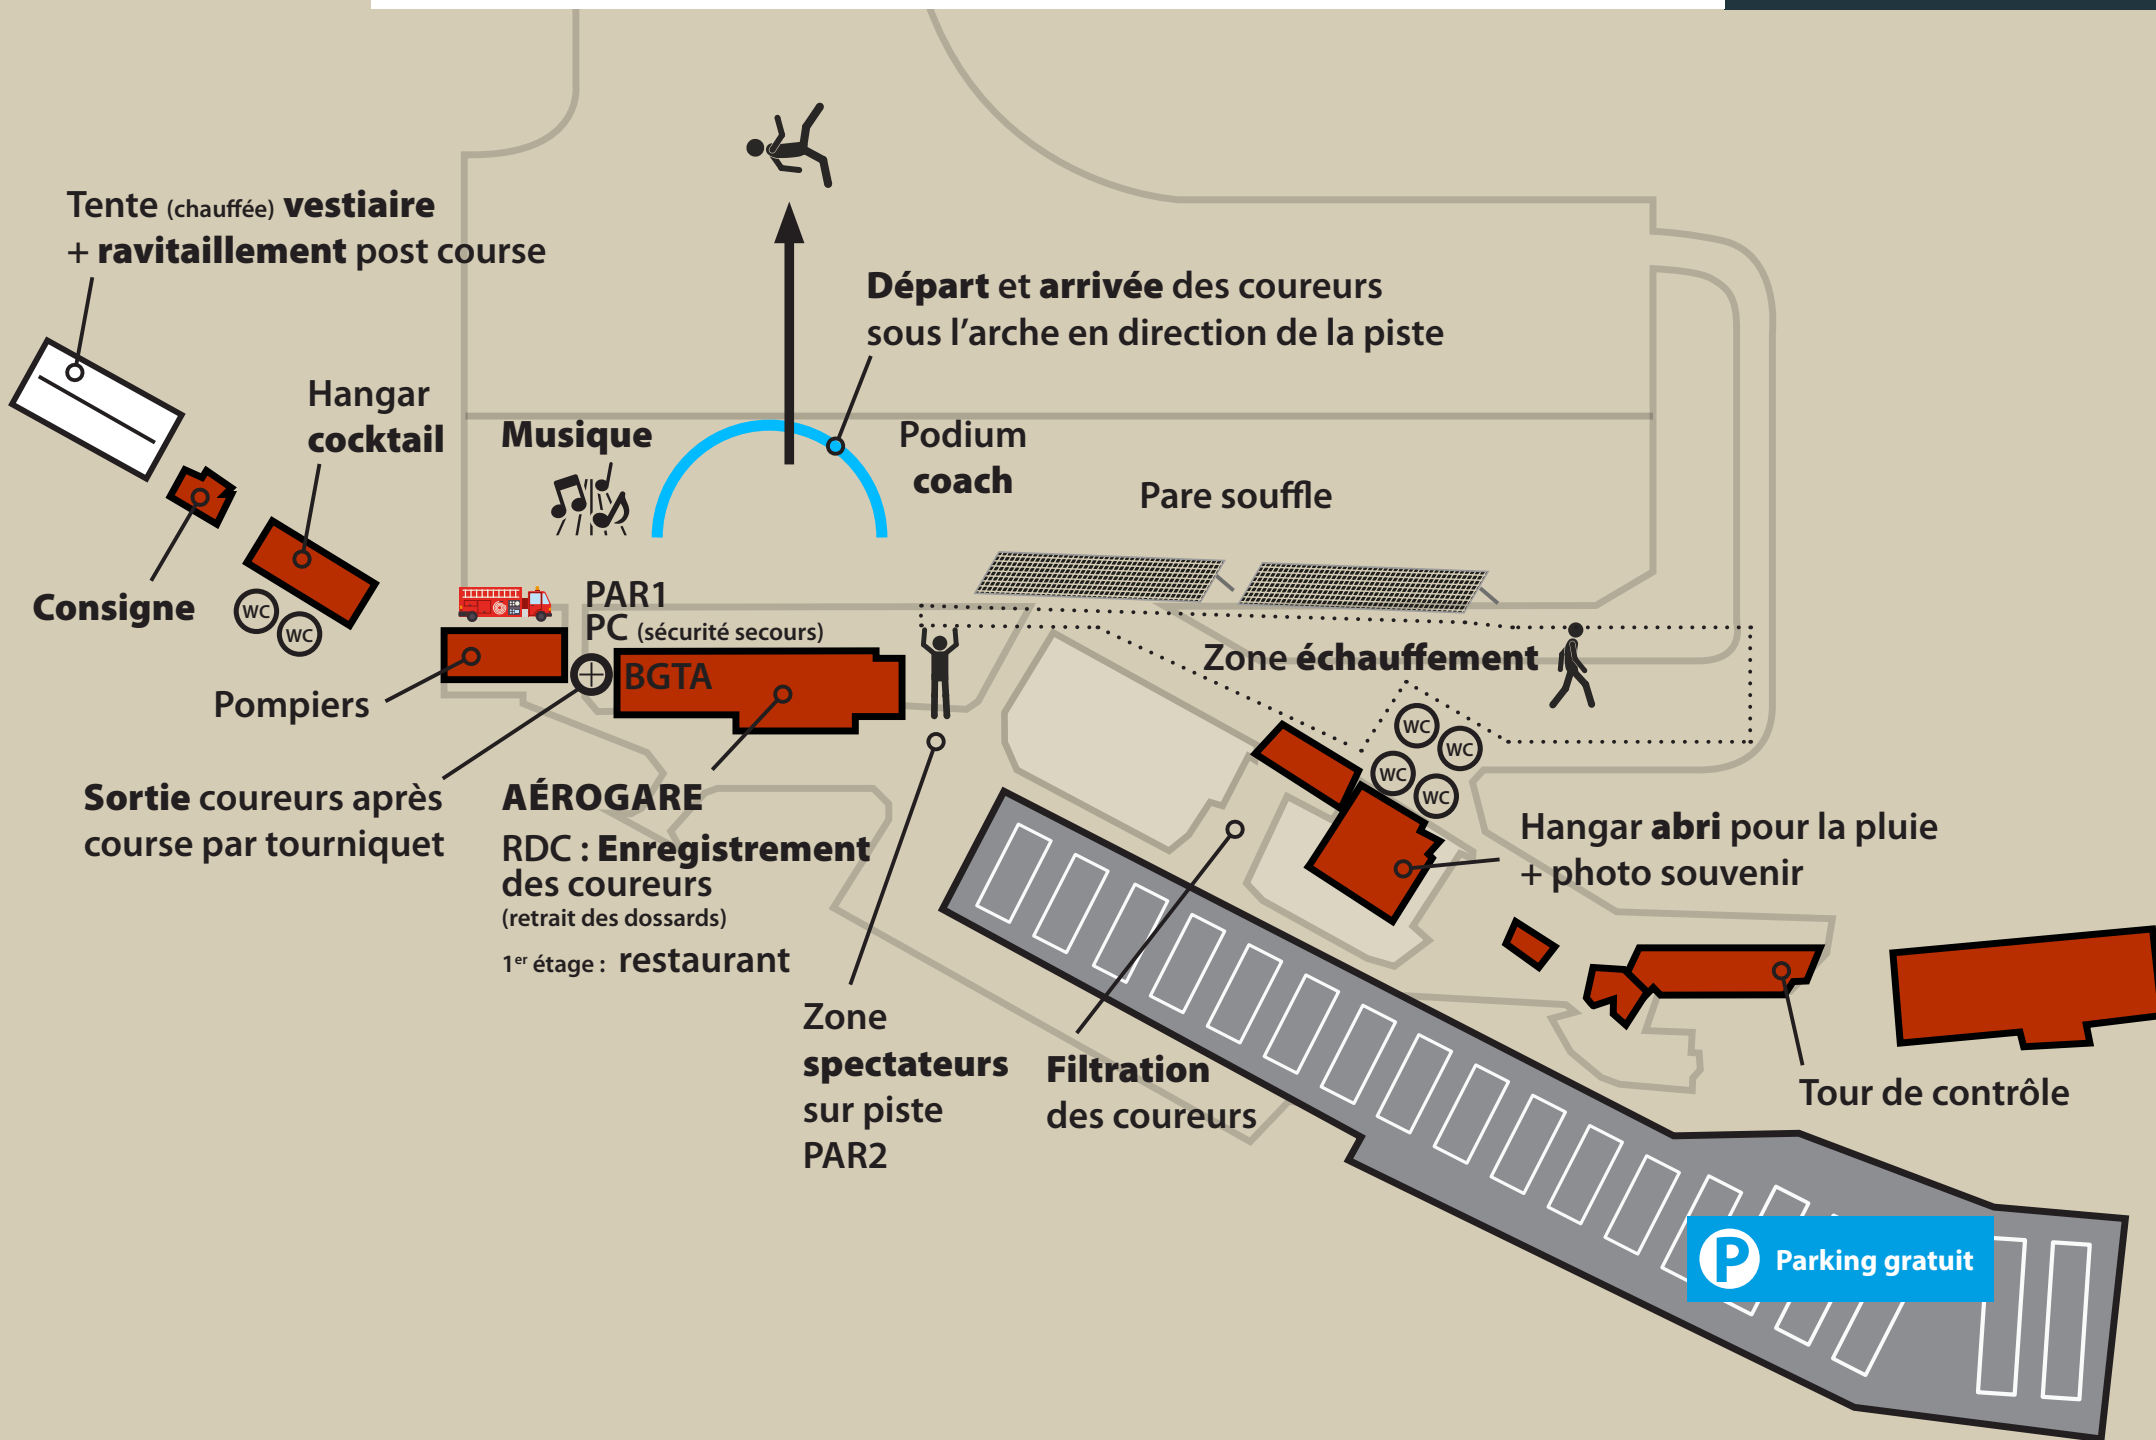 Tente (chauffée) vestiaire
+ ravitaillement post course
Départ et arrivée des coureurs
sous l’arche en direction de la piste
Hangar
cocktail
Musique
Podium
coach
Pare souffle
Consigne
WC
WC
PAR1
PC (sécurité secours)
BGTA
Zone échauffement
Pompiers
WC
WC
WC
WC
Sortie coureurs après
course par tourniquet
AÉROGARE
RDC : Enregistrement
des coureurs
(retrait des dossards)
1er étage : restaurant
Hangar abri pour la pluie
+ photo souvenir
Zone
spectateurs
sur piste
PAR2
Filtration
des coureurs
Tour de contrôle
P Parking gratuit